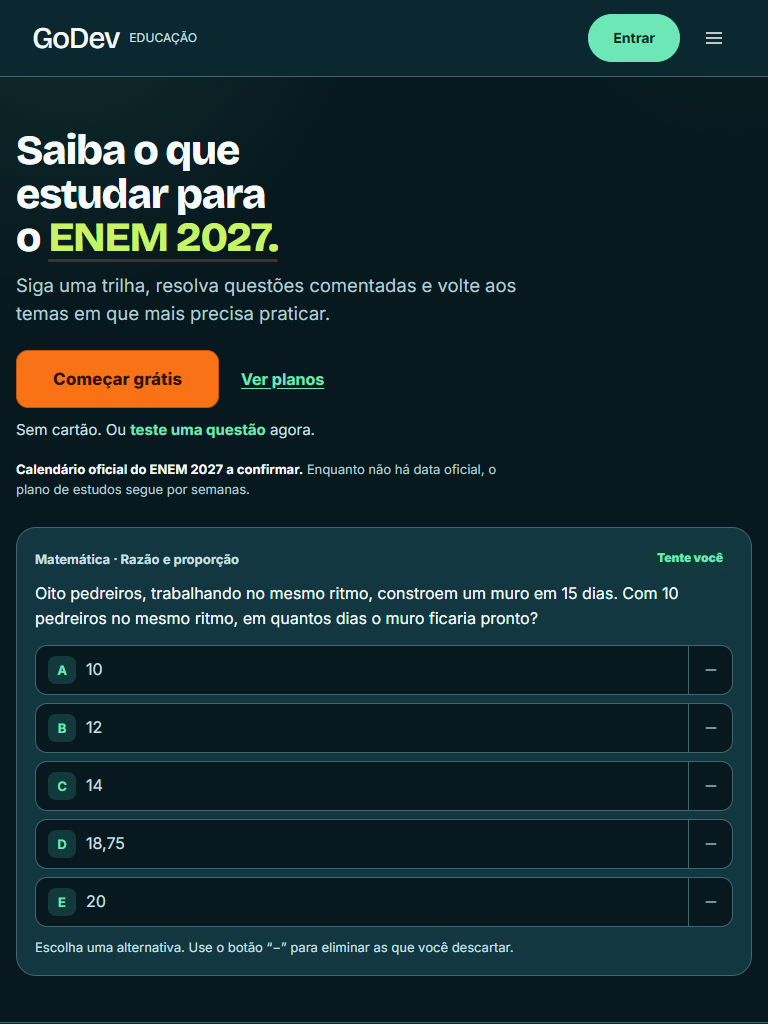 GoDev EDUCAÇÃO
Entrar
Saiba o que
estudar para
o ENEM 2027.
Siga uma trilha, resolva questões comentadas e volte aos
temas em que mais precisa praticar.
Começar grátis
Ver planos
Sem cartão. Ou teste uma questão agora.
Calendário oficial do ENEM 2027 a confirmar. Enquanto não há data oficial, o
plano de estudos segue por semanas.
Matemática · Razão e proporção
Tente você
Oito pedreiros, trabalhando no mesmo ritmo, constroem um muro em 15 dias. Com 10
pedreiros no mesmo ritmo, em quantos dias o muro ficaria pronto?
A 10 −
B 12 −
C 14 −
D 18,75 −
E 20 −
Escolha uma alternativa. Use o botão “−” para eliminar as que você descartar.